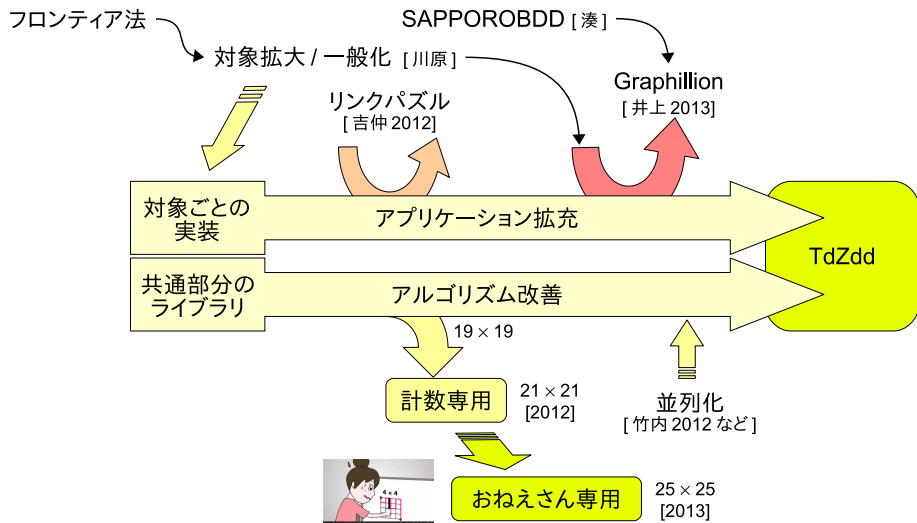 フロンティア法
SAPPOROBDD [ 湊 ]
対象拡大 / 一般化 [ 川原 ]
Graphillion
[ 井上 2013]
リンクパズル
[ 吉仲 2012]
対象ごとの
実装
アプリケーション拡充
TdZdd
共通部分の
ライブラリ
アルゴリズム改善
19 × 19
計数専用
21 × 21
[2012]
並列化
[ 竹内 2012 など ]
4 × 4
おねえさん専用
25 × 25
[2013]